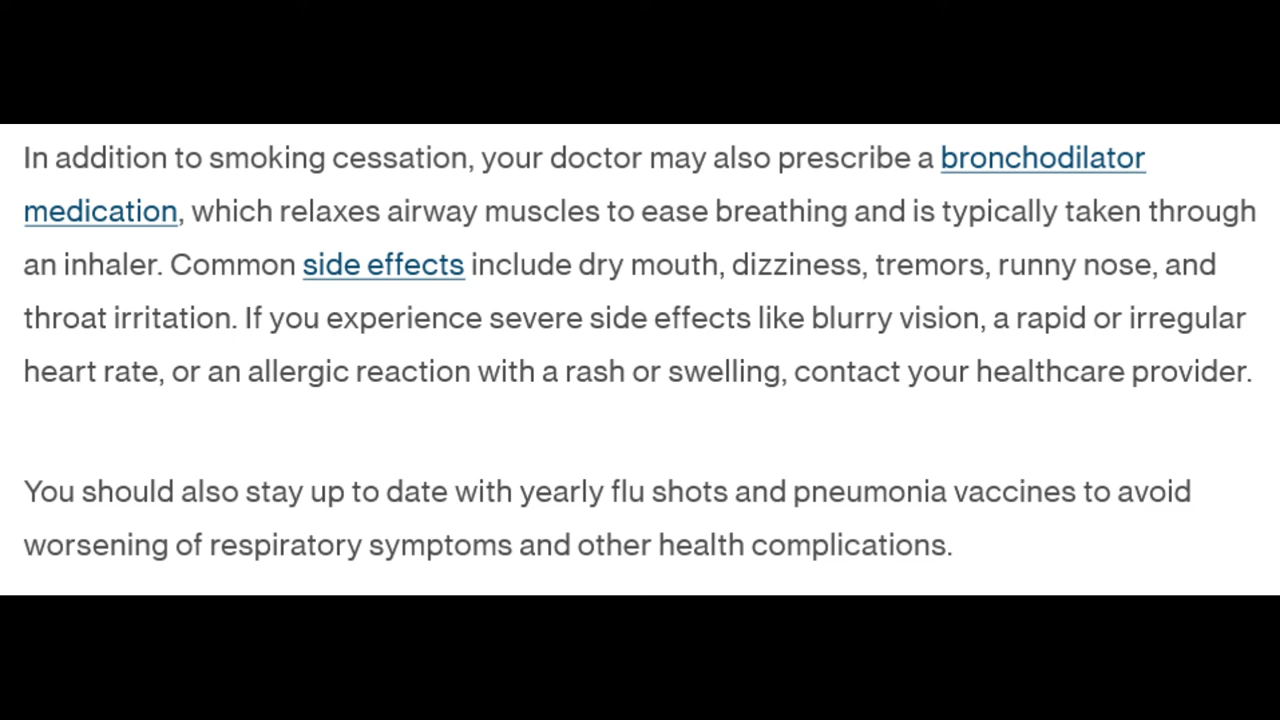 In addition to smoking cessation, your doctor may also prescribe a bronchodilator
medication, which relaxes airway muscles to ease breathing and is typically taken through
an inhaler. Common side effects include dry mouth, dizziness, tremors, runny nose, and
throat irritation. If you experience severe side effects like blurry vision, a rapid or irregular
heart rate, or an allergic reaction with a rash or swelling, contact your healthcare provider.
You should also stay up to date with yearly flu shots and pneumonia vaccines to avoid
worsening of respiratory symptoms and other health complications.